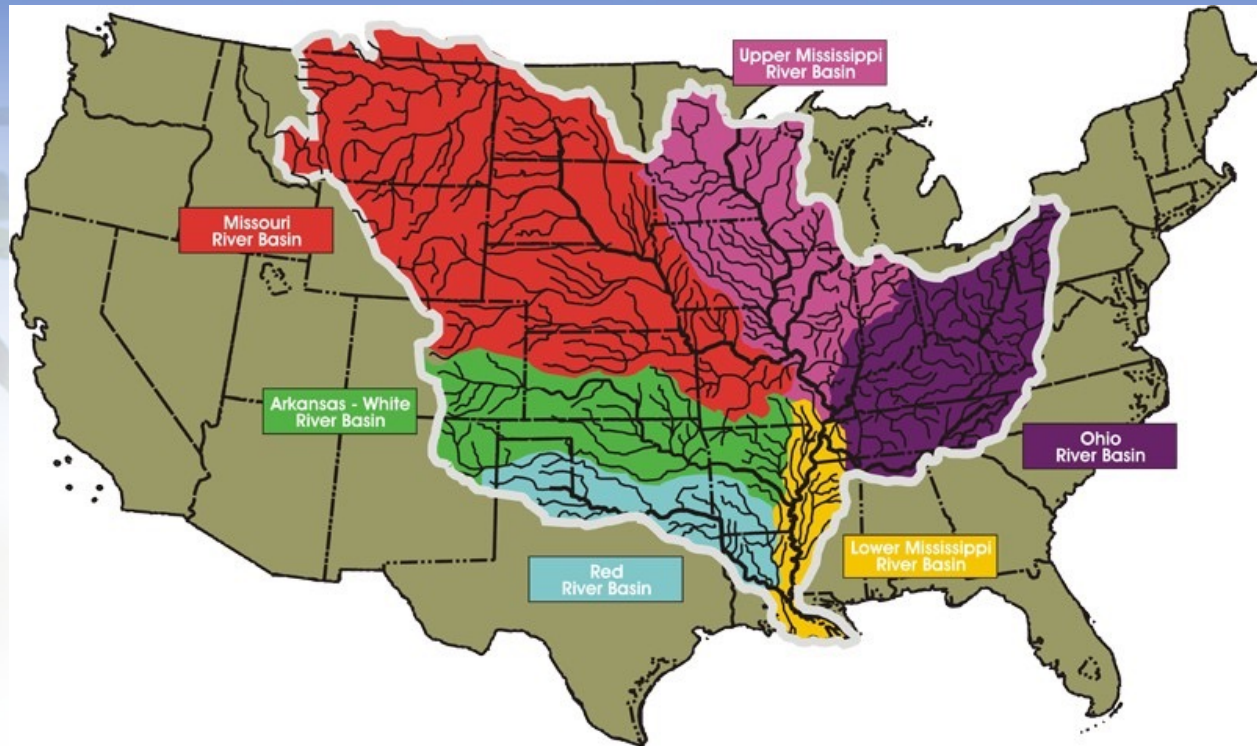 Upper Mississippi
River Basin
Missouri
River Basin
Arkansas - White
River Basin
Ohio
River Basin
Lower Mississippi
River Basin
Red
River Basin